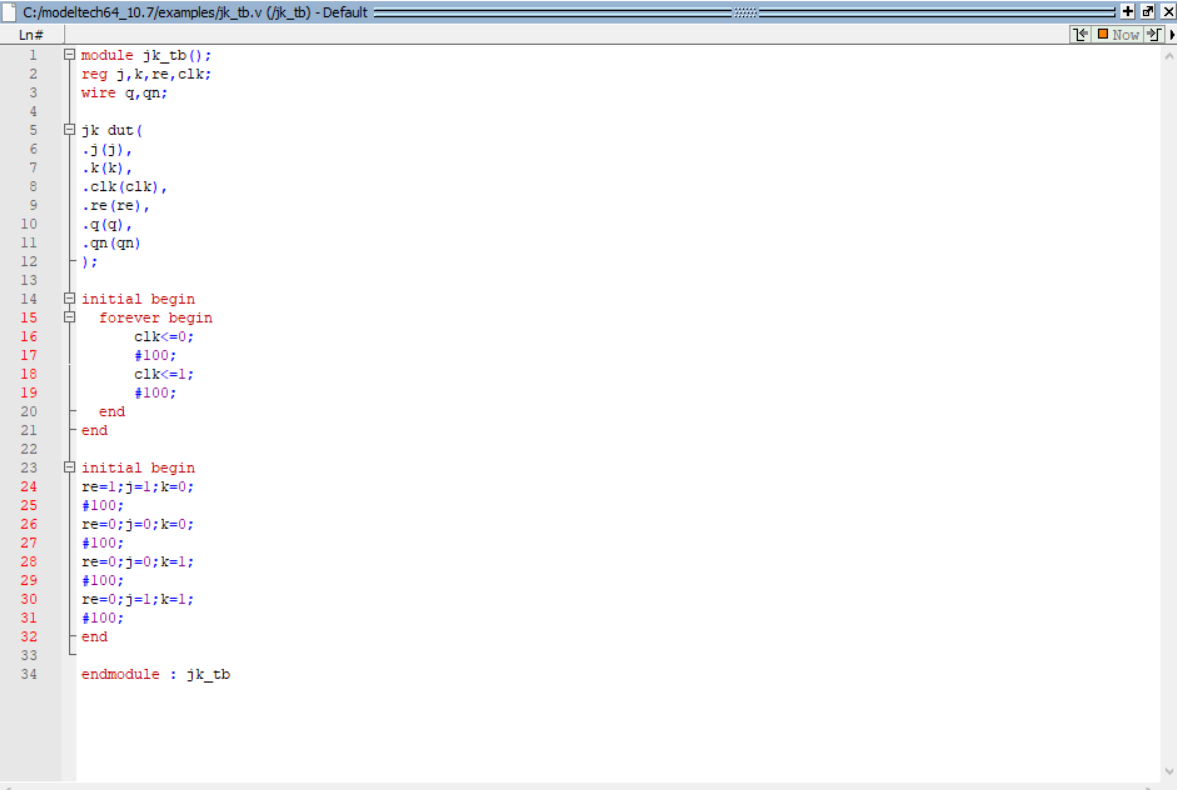 C:/modeltech64_10.7/examples/jk_tb.v (/jk_tb) - Default
Ln#
Now
1 module jk_tb();
2 reg j,k,re,clk;
3 wire q,qn;
4
5 jk dut(
6 .j(j),
7 .k(k),
8 .clk(clk),
9 .re(re),
10 .q(q),
11 .qn(qn)
12 );
13
14 initial begin
15 forever begin
16 clk<=0;
17 #100;
18 clk<=1;
19 #100;
20 end
21 end
22
23 initial begin
24 re=1;j=1;k=0;
25 #100;
26 re=0;j=0;k=0;
27 #100;
28 re=0;j=0;k=1;
29 #100;
30 re=0;j=1;k=1;
31 #100;
32 end
33
34 endmodule : jk_tb